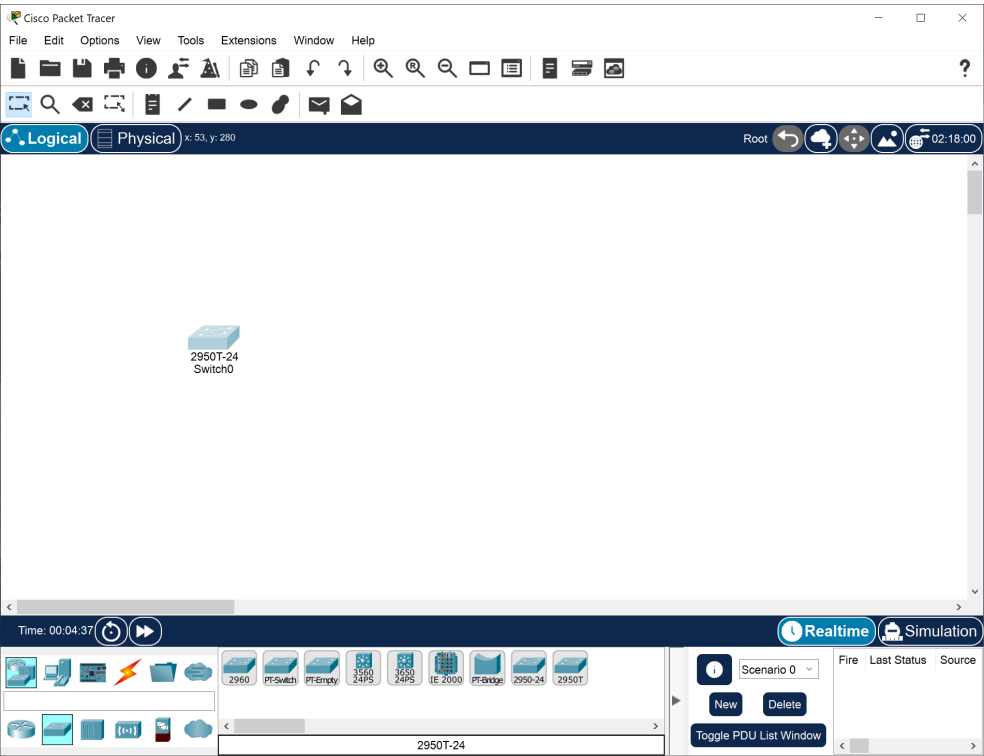 Cisco Packet Tracer
File Edit Options View Tools Extensions Window Help
Logical Physical x: 53, y: 280 Root 02:18:00
2950T-24
Switch0
Time: 00:04:37 Realtime Simulation
2960 PT-Switch PT-Empty 3560 24PS 3650 24PS IE 2000 PT-Bridge 2950-24 2950T
2950T-24
Scenario 0
New Delete
Toggle PDU List Window
Fire Last Status Source